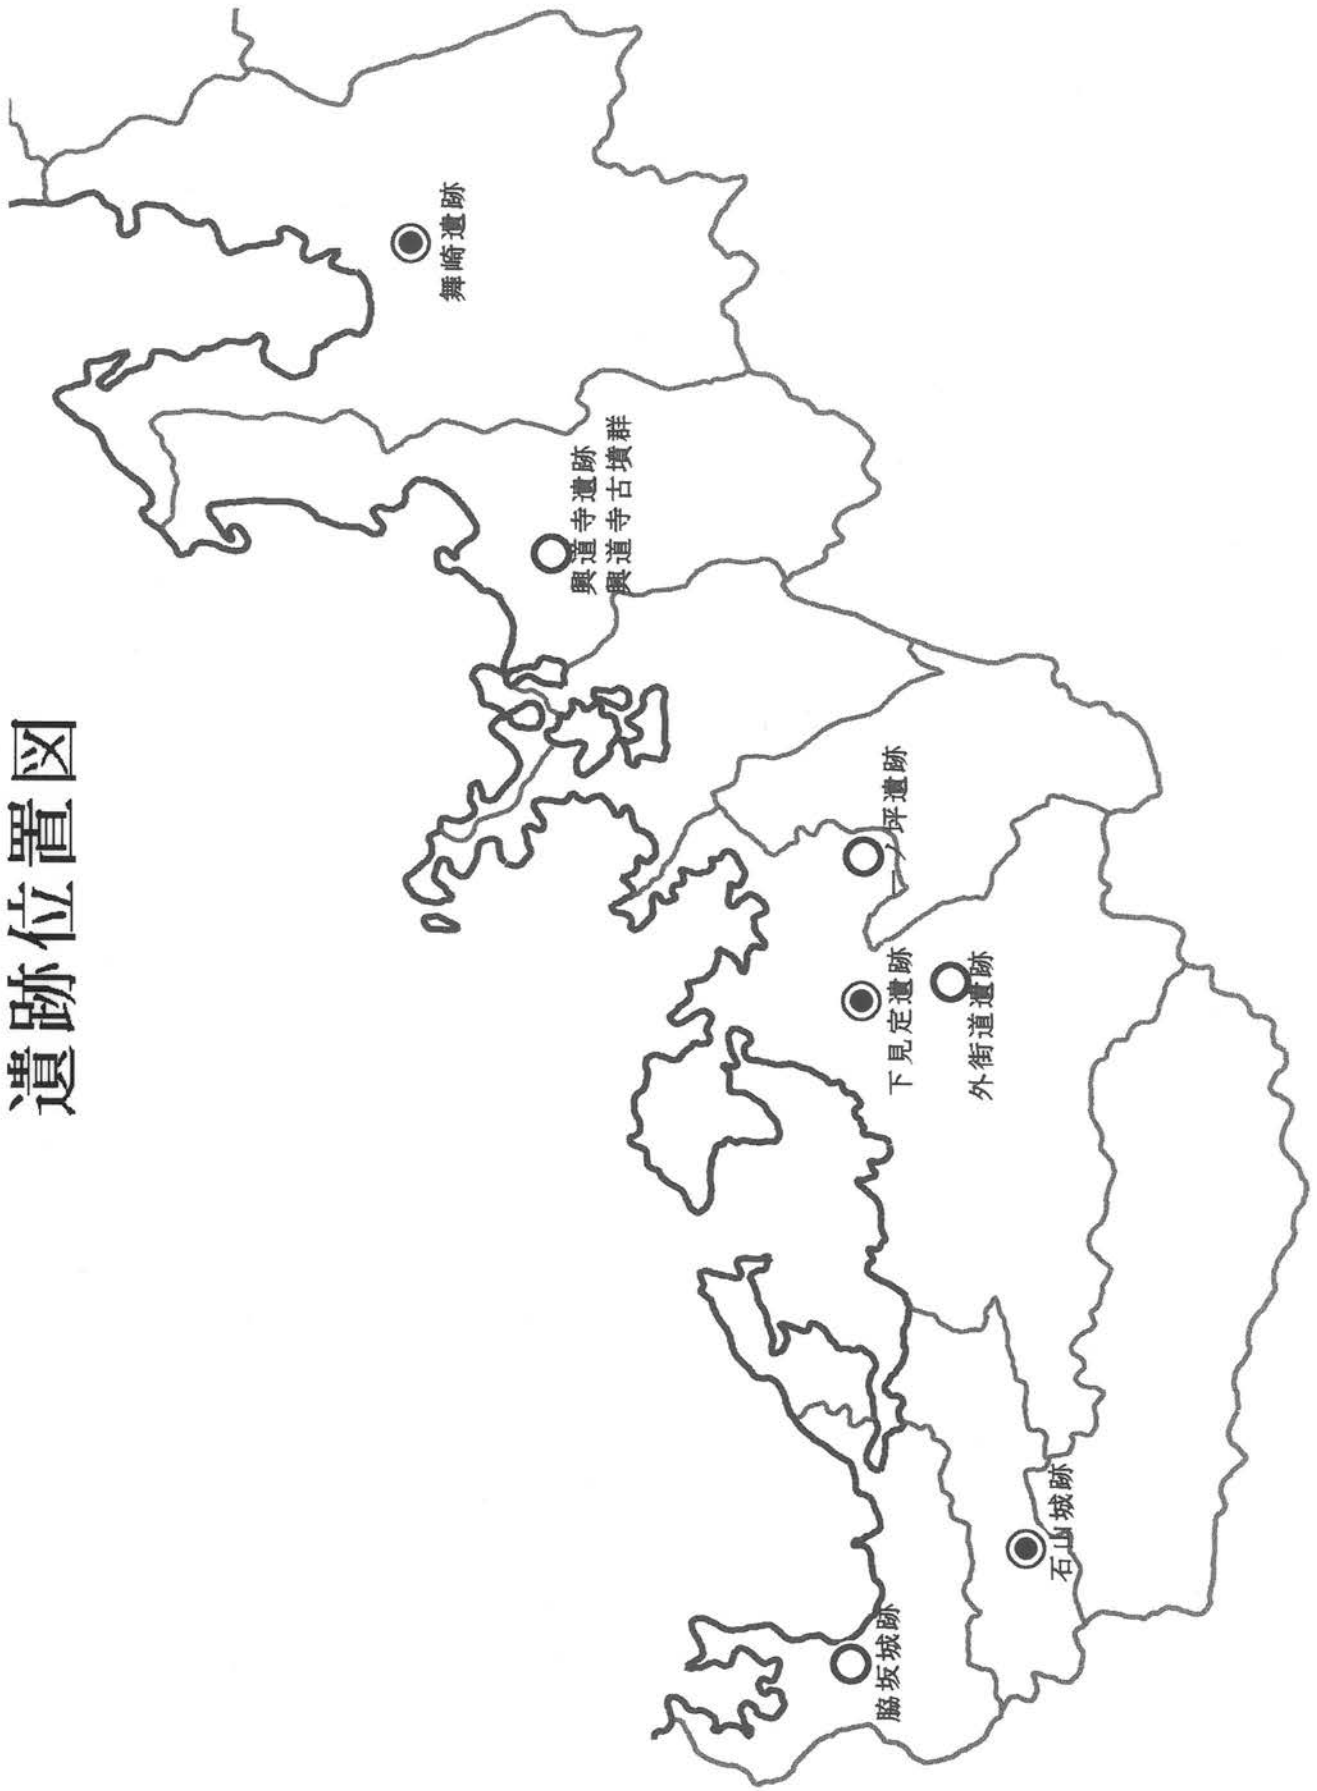 遺跡位置図
舞崎遺跡
興道寺遺跡
興道寺古墳群
一ノ坪遺跡
下見定遺跡
外街道遺跡
石山城跡
脇坂城跡